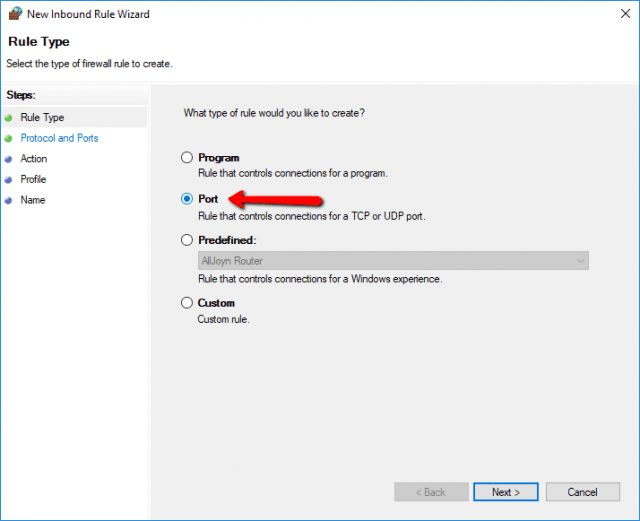 New Inbound Rule Wizard
Rule Type
Select the type of firewall rule to create.
Steps:
Rule Type
Protocol and Ports
Action
Profile
Name
What type of rule would you like to create?
Program
Rule that controls connections for a program.
Port
Rule that controls connections for a TCP or UDP port.
Predefined:
AllJoyn Router
Rule that controls connections for a Windows experience.
Custom
Custom rule.
< Back
Next >
Cancel